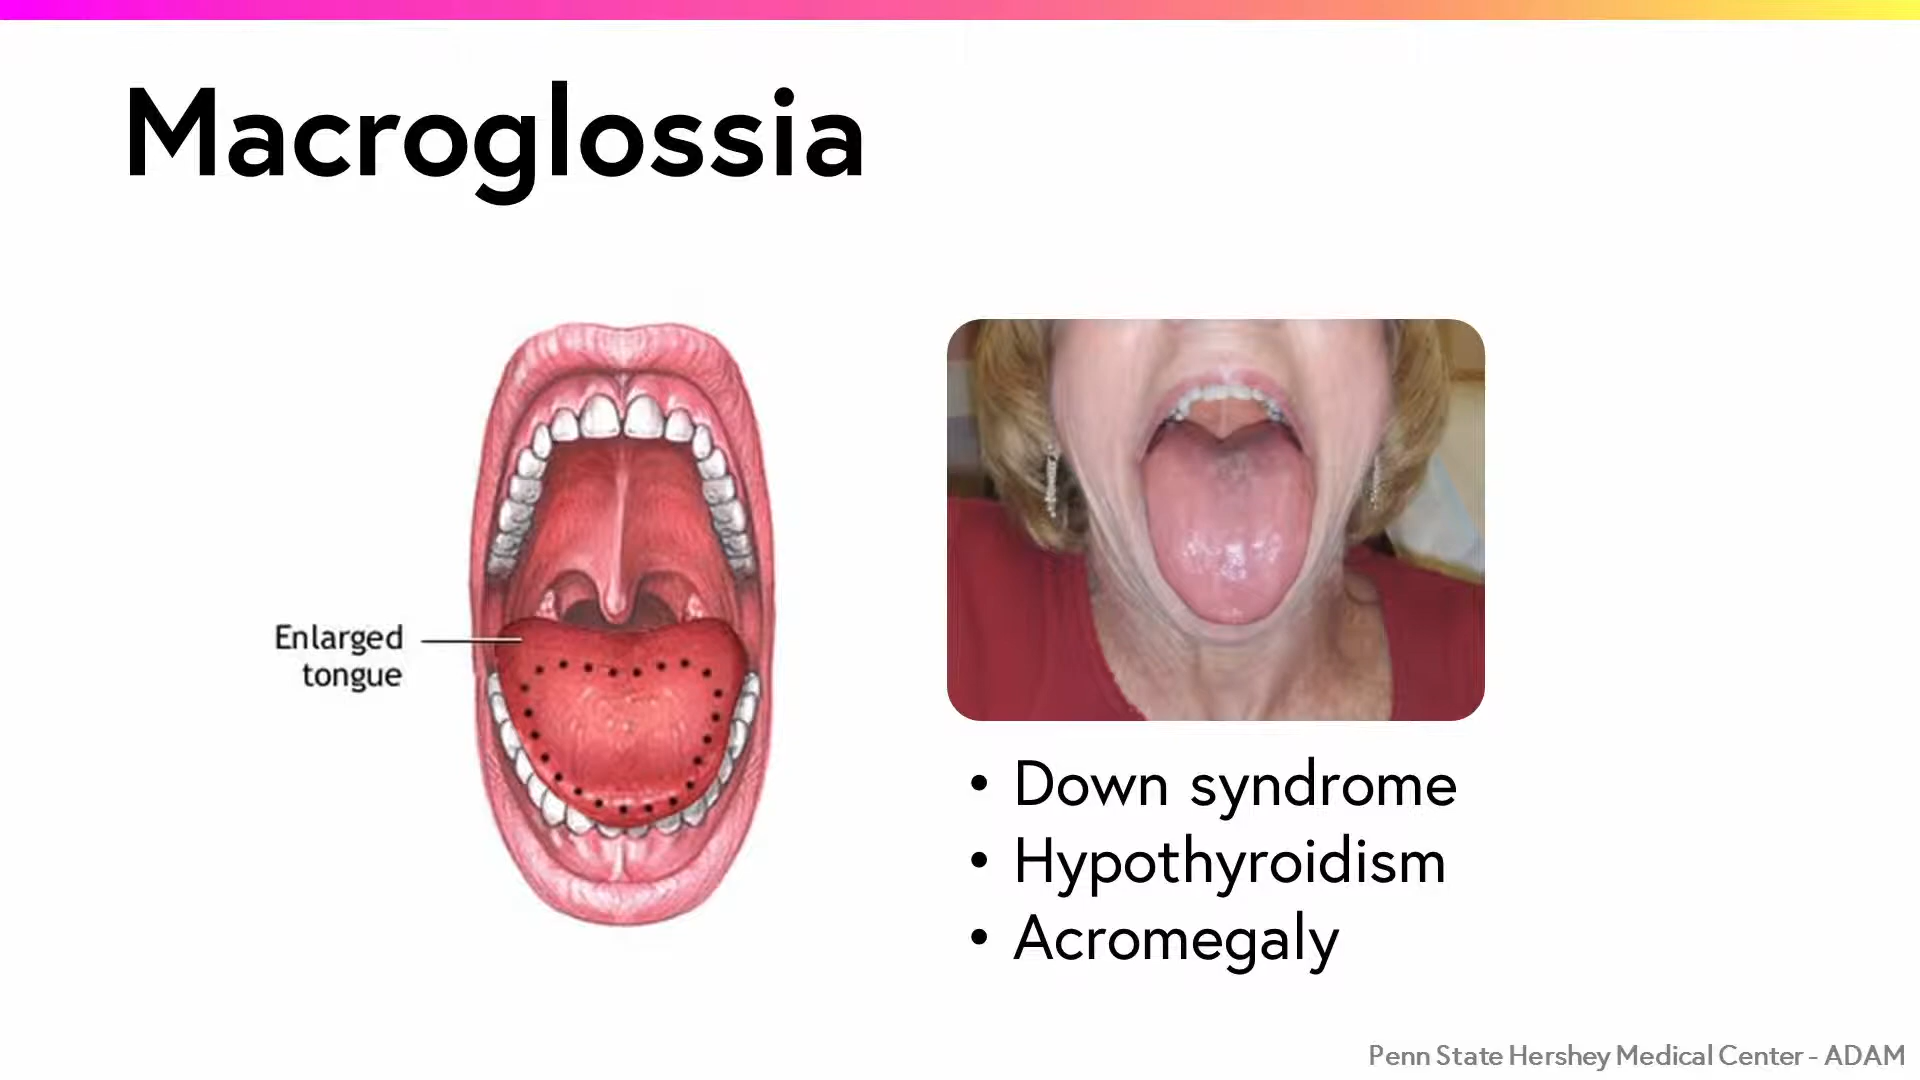 Macroglossia
Enlarged
tongue
• Down syndrome
• Hypothyroidism
• Acromegaly
Penn State Hershey Medical Center - ADAM